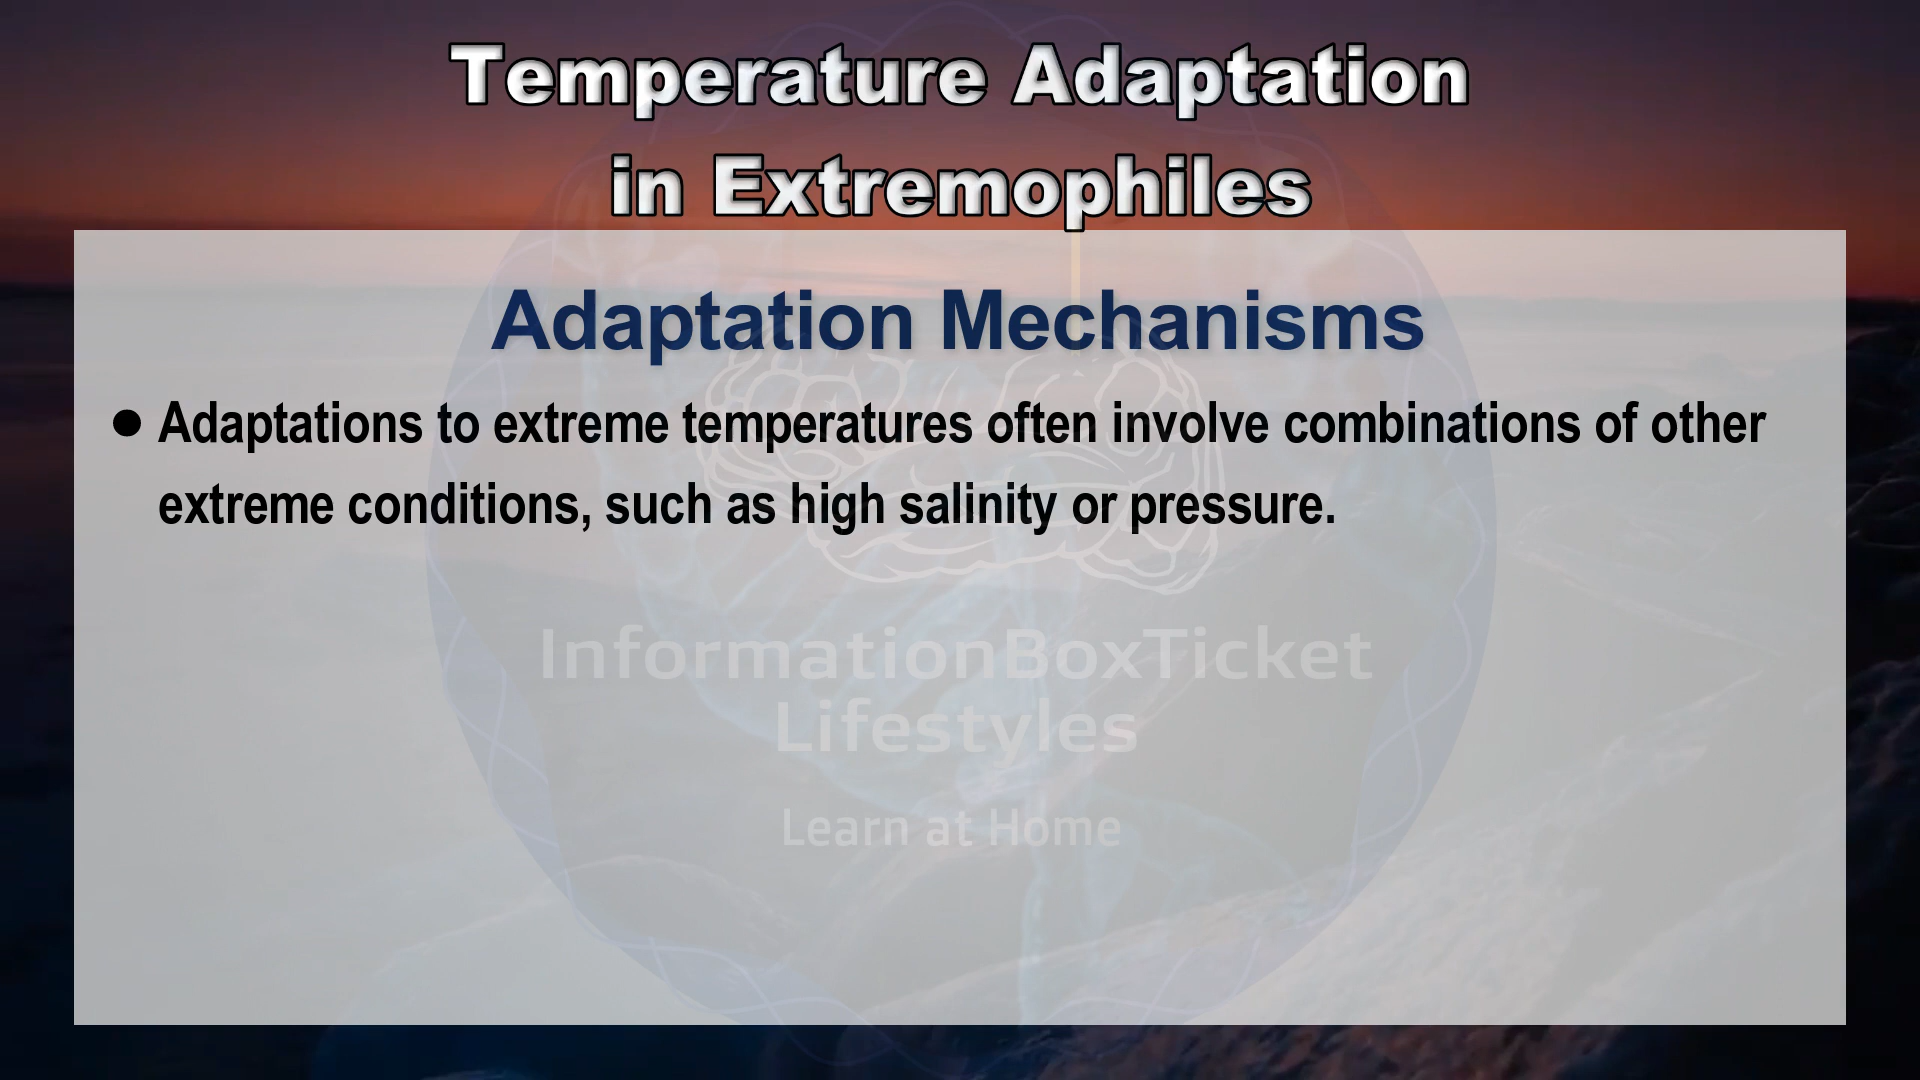 Temperature Adaptation
in Extremophiles
Adaptation Mechanisms
● Adaptations to extreme temperatures often involve combinations of other
extreme conditions, such as high salinity or pressure.
InformationBoxTicket
Lifestyles
Learn at Home